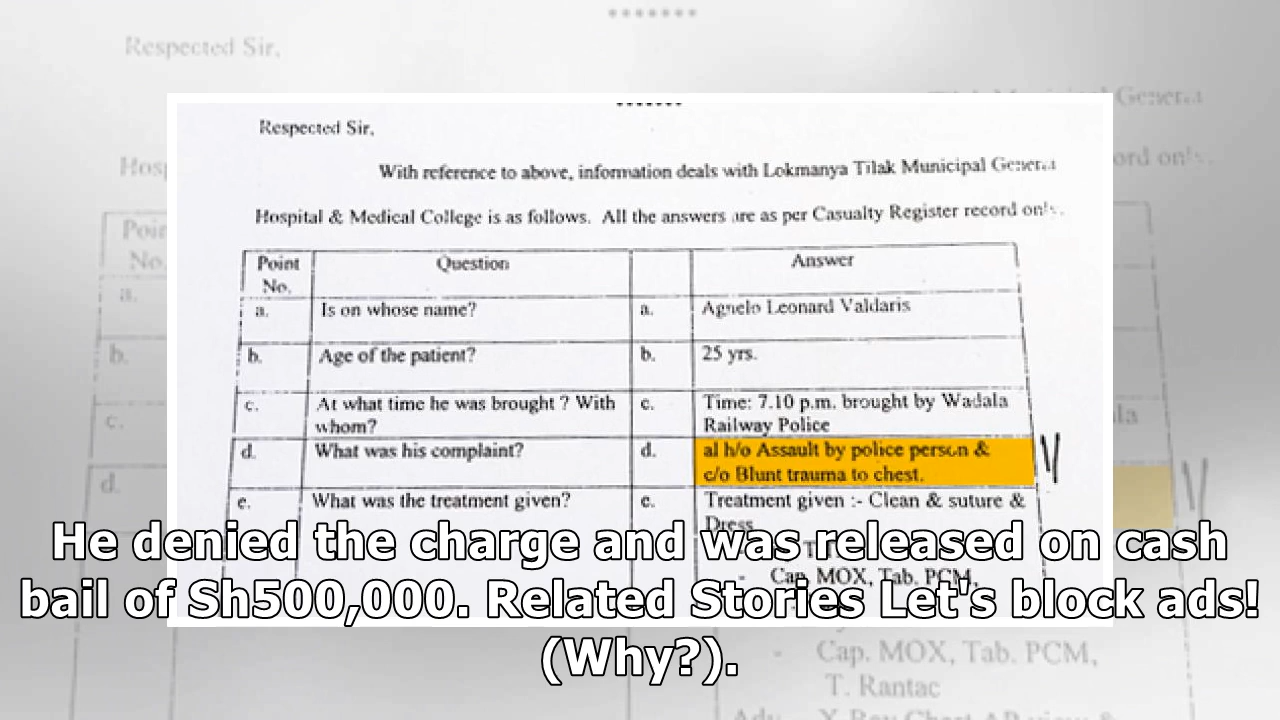 Respected Sir,
With reference to above, information deals with Lokmanya Tilak Municipal General
Hospital & Medical College is as follows. All the answers are as per Casualty Register record only.
Point No. Question Answer
a. Is on whose name? a. Agnelo Leonard Valdaris
b. Age of the patient? b. 25 yrs.
c. At what time he was brought ? With whom? c. Time: 7.10 p.m. brought by Wadala Railway Police
d. What was his complaint? d. al h/o Assault by police person & c/o Blunt trauma to chest.
e. What was the treatment given? e. Treatment given :- Clean & suture & Dress
- Cap. MOX, Tab. PCM,
He denied the charge and was released on cash
bail of Sh500,000. Related Stories Let's block ads!
(Why?).
- Cap. MOX, Tab. PCM,
T. Rantac